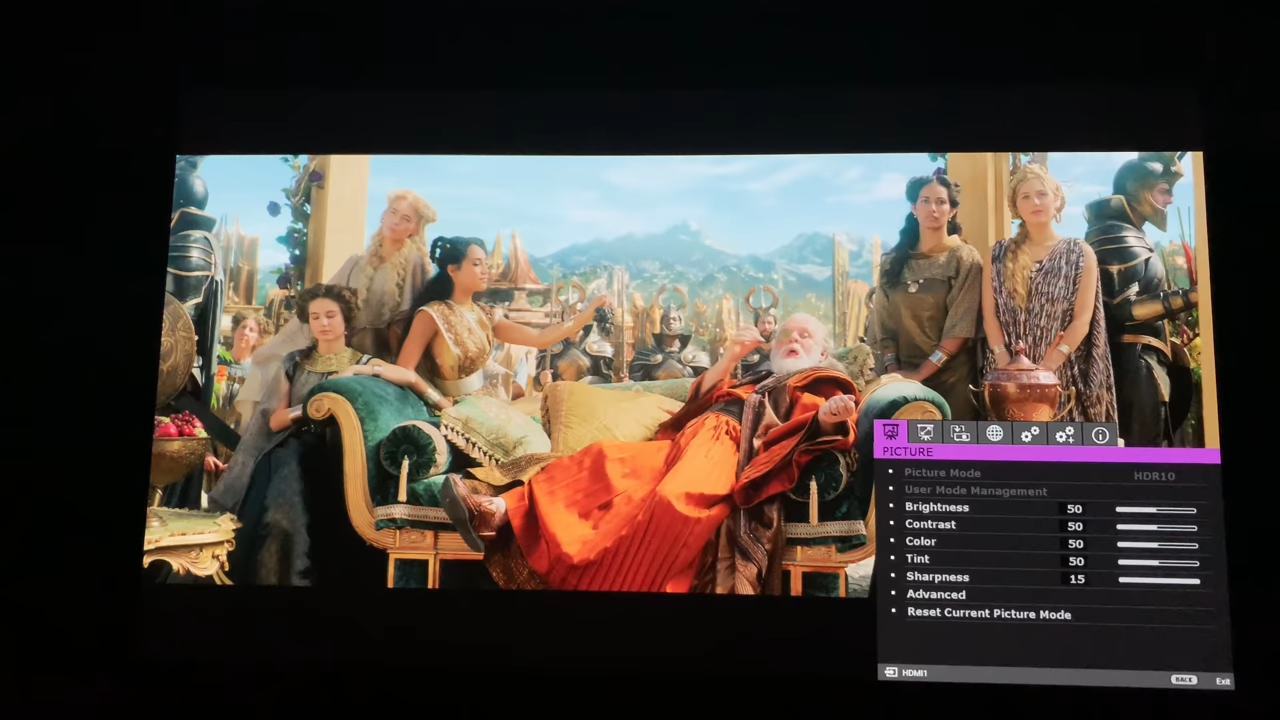 PICTURE
Picture Mode HDR10
User Mode Management
Brightness 50
Contrast 50
Color 50
Tint 50
Sharpness 15
Advanced
Reset Current Picture Mode
HDMI1 BACK Exit